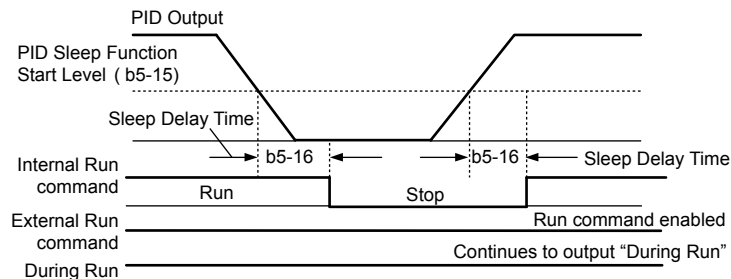 PID Output
PID Sleep Function
Start Level ( b5-15)
Sleep Delay Time
b5-16
b5-16
Sleep Delay Time
Internal Run
command
Run
Stop
External Run
command
Run command enabled
Continues to output “During Run”
During Run